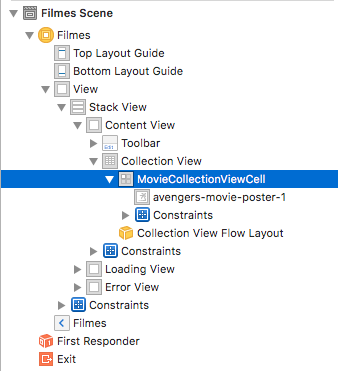 Filmes Scene
Filmes
Top Layout Guide
Bottom Layout Guide
View
Stack View
Content View
Toolbar
Collection View
MovieCollectionViewCell
avengers-movie-poster-1
Constraints
Collection View Flow Layout
Constraints
Loading View
Error View
Constraints
Filmes
First Responder
Exit